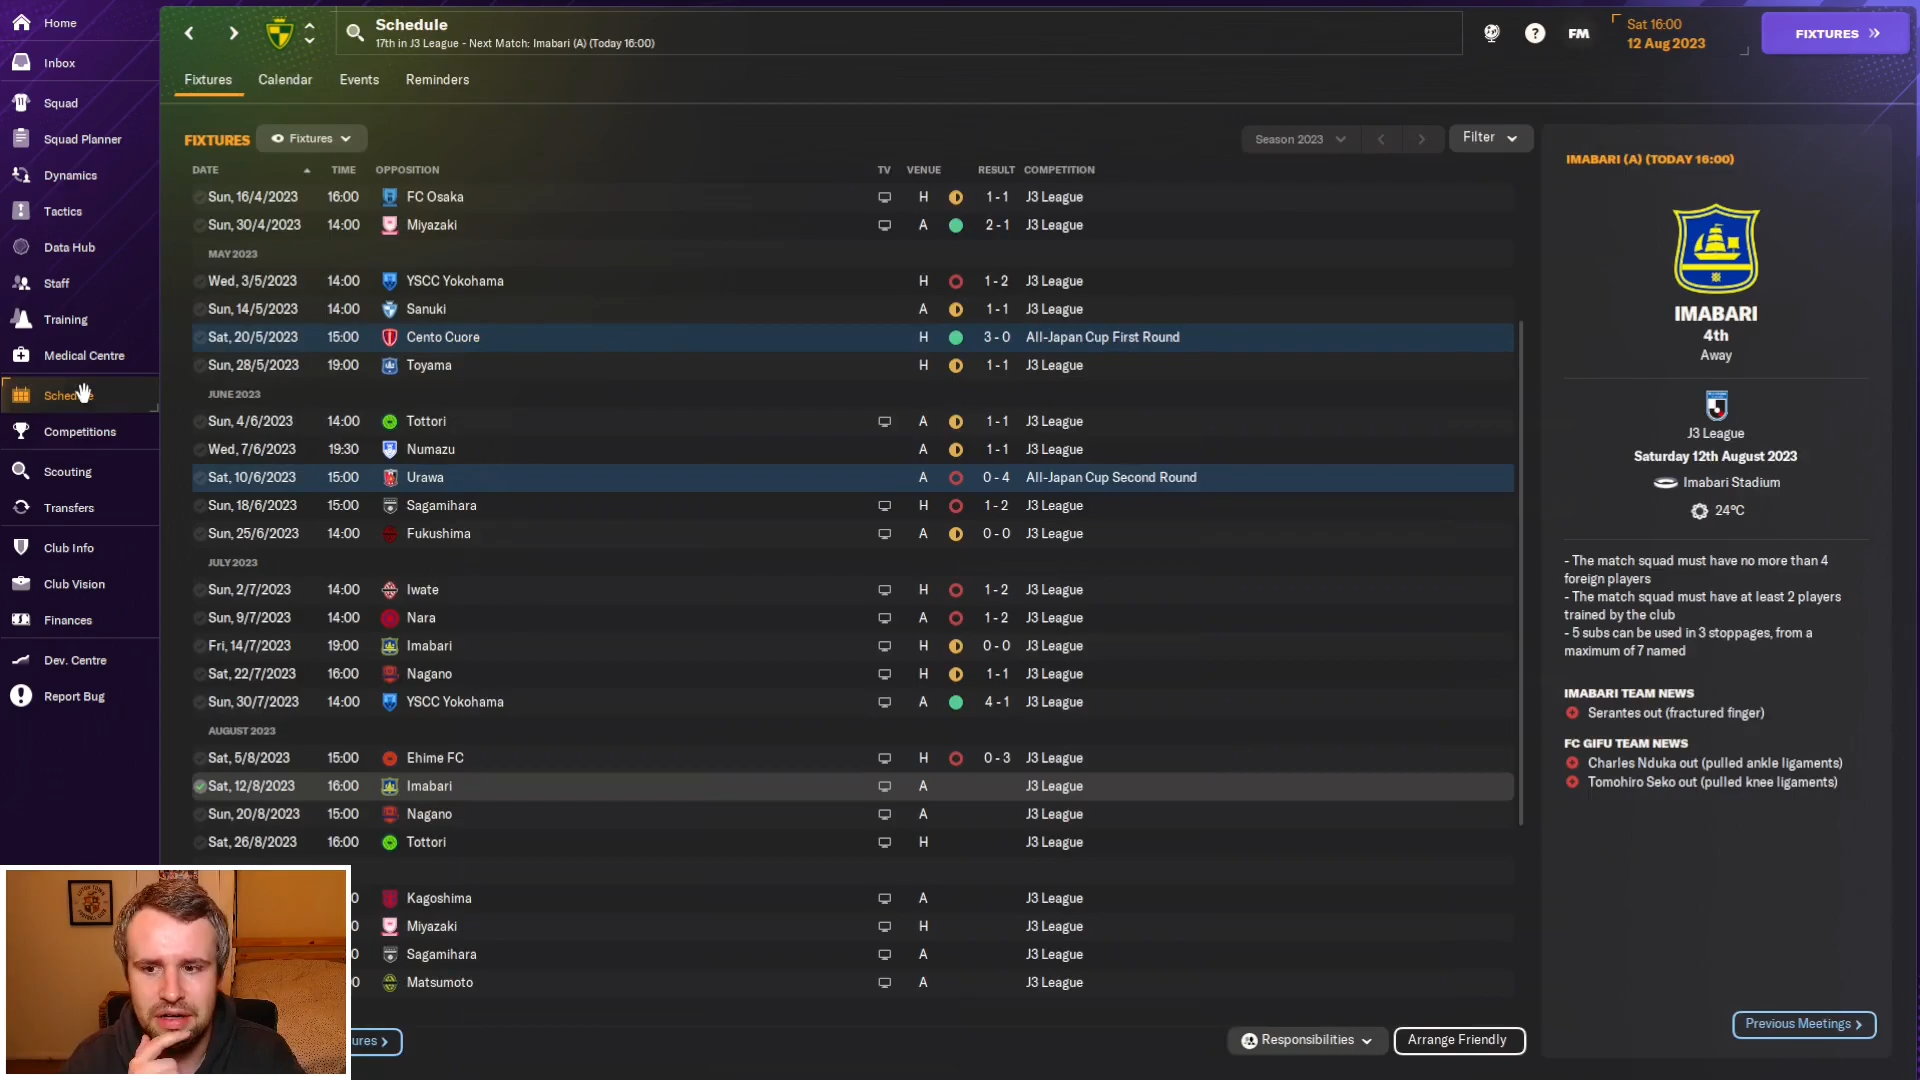 Home
Inbox
Squad
Squad Planner
Dynamics
Tactics
Data Hub
Staff
Training
Medical Centre
Competitions
Scouting
Transfers
Club Info
Club Vision
Finances
Dev. Centre
Report Bug
Schedule
17th in J3 League - Next Match: Imabari (A) (Today 16:00)
? FM
Sat 16:00
12 Aug 2023
FIXTURES
Fixtures Calendar Events Reminders
FIXTURES Fixtures Season 2023 Filter
DATE TIME OPPOSITION TV VENUE RESULT COMPETITION
Sun, 16/4/2023 16:00 FC Osaka H 1 - 1 J3 League
Sun, 30/4/2023 14:00 Miyazaki A 2 - 1 J3 League
MAY 2023
Wed, 3/5/2023 14:00 YSCC Yokohama H 1 - 2 J3 League
Sun, 14/5/2023 14:00 Sanuki A 1 - 1 J3 League
Sat, 20/5/2023 15:00 Cento Cuore H 3 - 0 All-Japan Cup First Round
Sun, 28/5/2023 19:00 Toyama H 1 - 1 J3 League
JUNE 2023
Sun, 4/6/2023 14:00 Tottori A 1 - 1 J3 League
Wed, 7/6/2023 19:30 Numazu A 1 - 1 J3 League
Sat, 10/6/2023 15:00 Urawa A 0 - 4 All-Japan Cup Second Round
Sun, 18/6/2023 15:00 Sagamihara H 1 - 2 J3 League
Sun, 25/6/2023 14:00 Fukushima A 0 - 0 J3 League
JULY 2023
Sun, 2/7/2023 14:00 Iwate H 1 - 2 J3 League
Sun, 9/7/2023 14:00 Nara A 1 - 2 J3 League
Fri, 14/7/2023 19:00 Imabari H 0 - 0 J3 League
Sat, 22/7/2023 16:00 Nagano H 1 - 1 J3 League
Sun, 30/7/2023 14:00 YSCC Yokohama A 4 - 1 J3 League
AUGUST 2023
Sat, 5/8/2023 15:00 Ehime FC H 0 - 3 J3 League
Sat, 12/8/2023 16:00 Imabari A J3 League
Sun, 20/8/2023 15:00 Nagano A J3 League
Sat, 26/8/2023 16:00 Tottori H J3 League
0 Kagoshima A J3 League
0 Miyazaki H J3 League
0 Sagamihara A J3 League
0 Matsumoto A J3 League
ures
Responsibilities Arrange Friendly
IMABARI (A) (TODAY 16:00)
IMABARI
4th
Away
J3 League
Saturday 12th August 2023
Imabari Stadium
24°C
- The match squad must have no more than 4
foreign players
- The match squad must have at least 2 players
trained by the club
- 5 subs can be used in 3 stoppages, from a
maximum of 7 named
IMABARI TEAM NEWS
Serantes out (fractured finger)
FC GIFU TEAM NEWS
Charles Nduka out (pulled ankle ligaments)
Tomohiro Seko out (pulled knee ligaments)
Previous Meetings